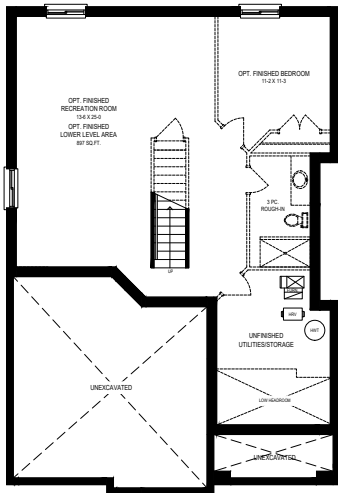 OPT. FINISHED BEDROOM
11-2 X 11-3
OPT. FINISHED
RECREATION ROOM
13-6 X 25-0
OPT. FINISHED
LOWER LEVEL AREA
897 SQ.FT.
3 PC.
ROUGH-IN
UP
HRV
HWT
UNFINISHED
UTILITIES/STORAGE
UNEXCAVATED
LOW HEADROOM
UNEXCAVATED